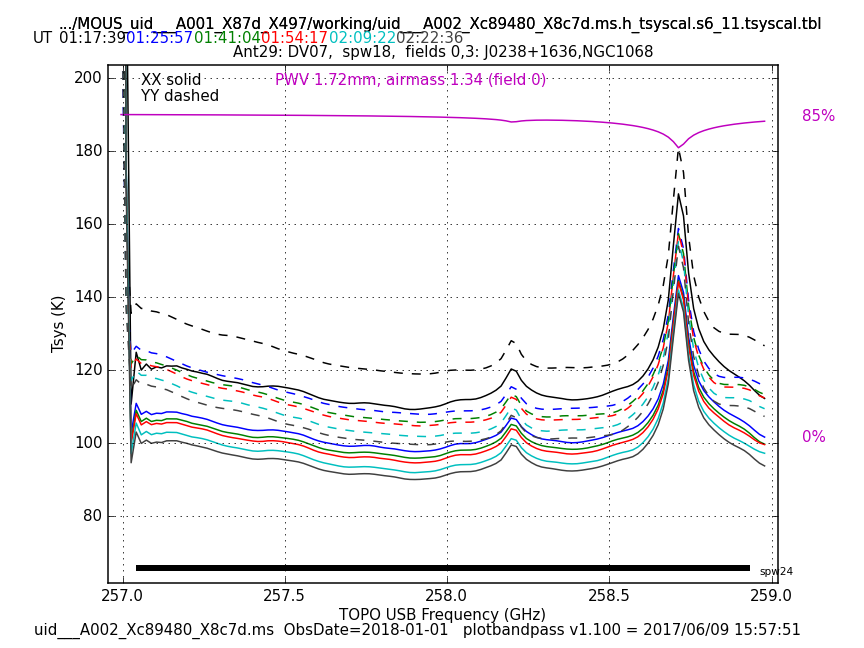 .../MOUS_uid___A001_X87d_X497/working/uid___A002_Xc89480_X8c7d.ms.h_tsyscal.s6_11.tsyscal.tbl
UT 01:17:39 01:25:57 01:41:04 01:54:17 02:09:22 02:22:36
Ant29: DV07, spw18, fields 0,3: J0238+1636,NGC1068
XX solid
YY dashed
PWV 1.72mm, airmass 1.34 (field 0)
85%
0%
200
180
160
140
120
100
80
Tsys (K)
spw24
257.0 257.5 258.0 258.5 259.0
TOPO USB Frequency (GHz)
uid___A002_Xc89480_X8c7d.ms ObsDate=2018-01-01 plotbandpass v1.100 = 2017/06/09 15:57:51